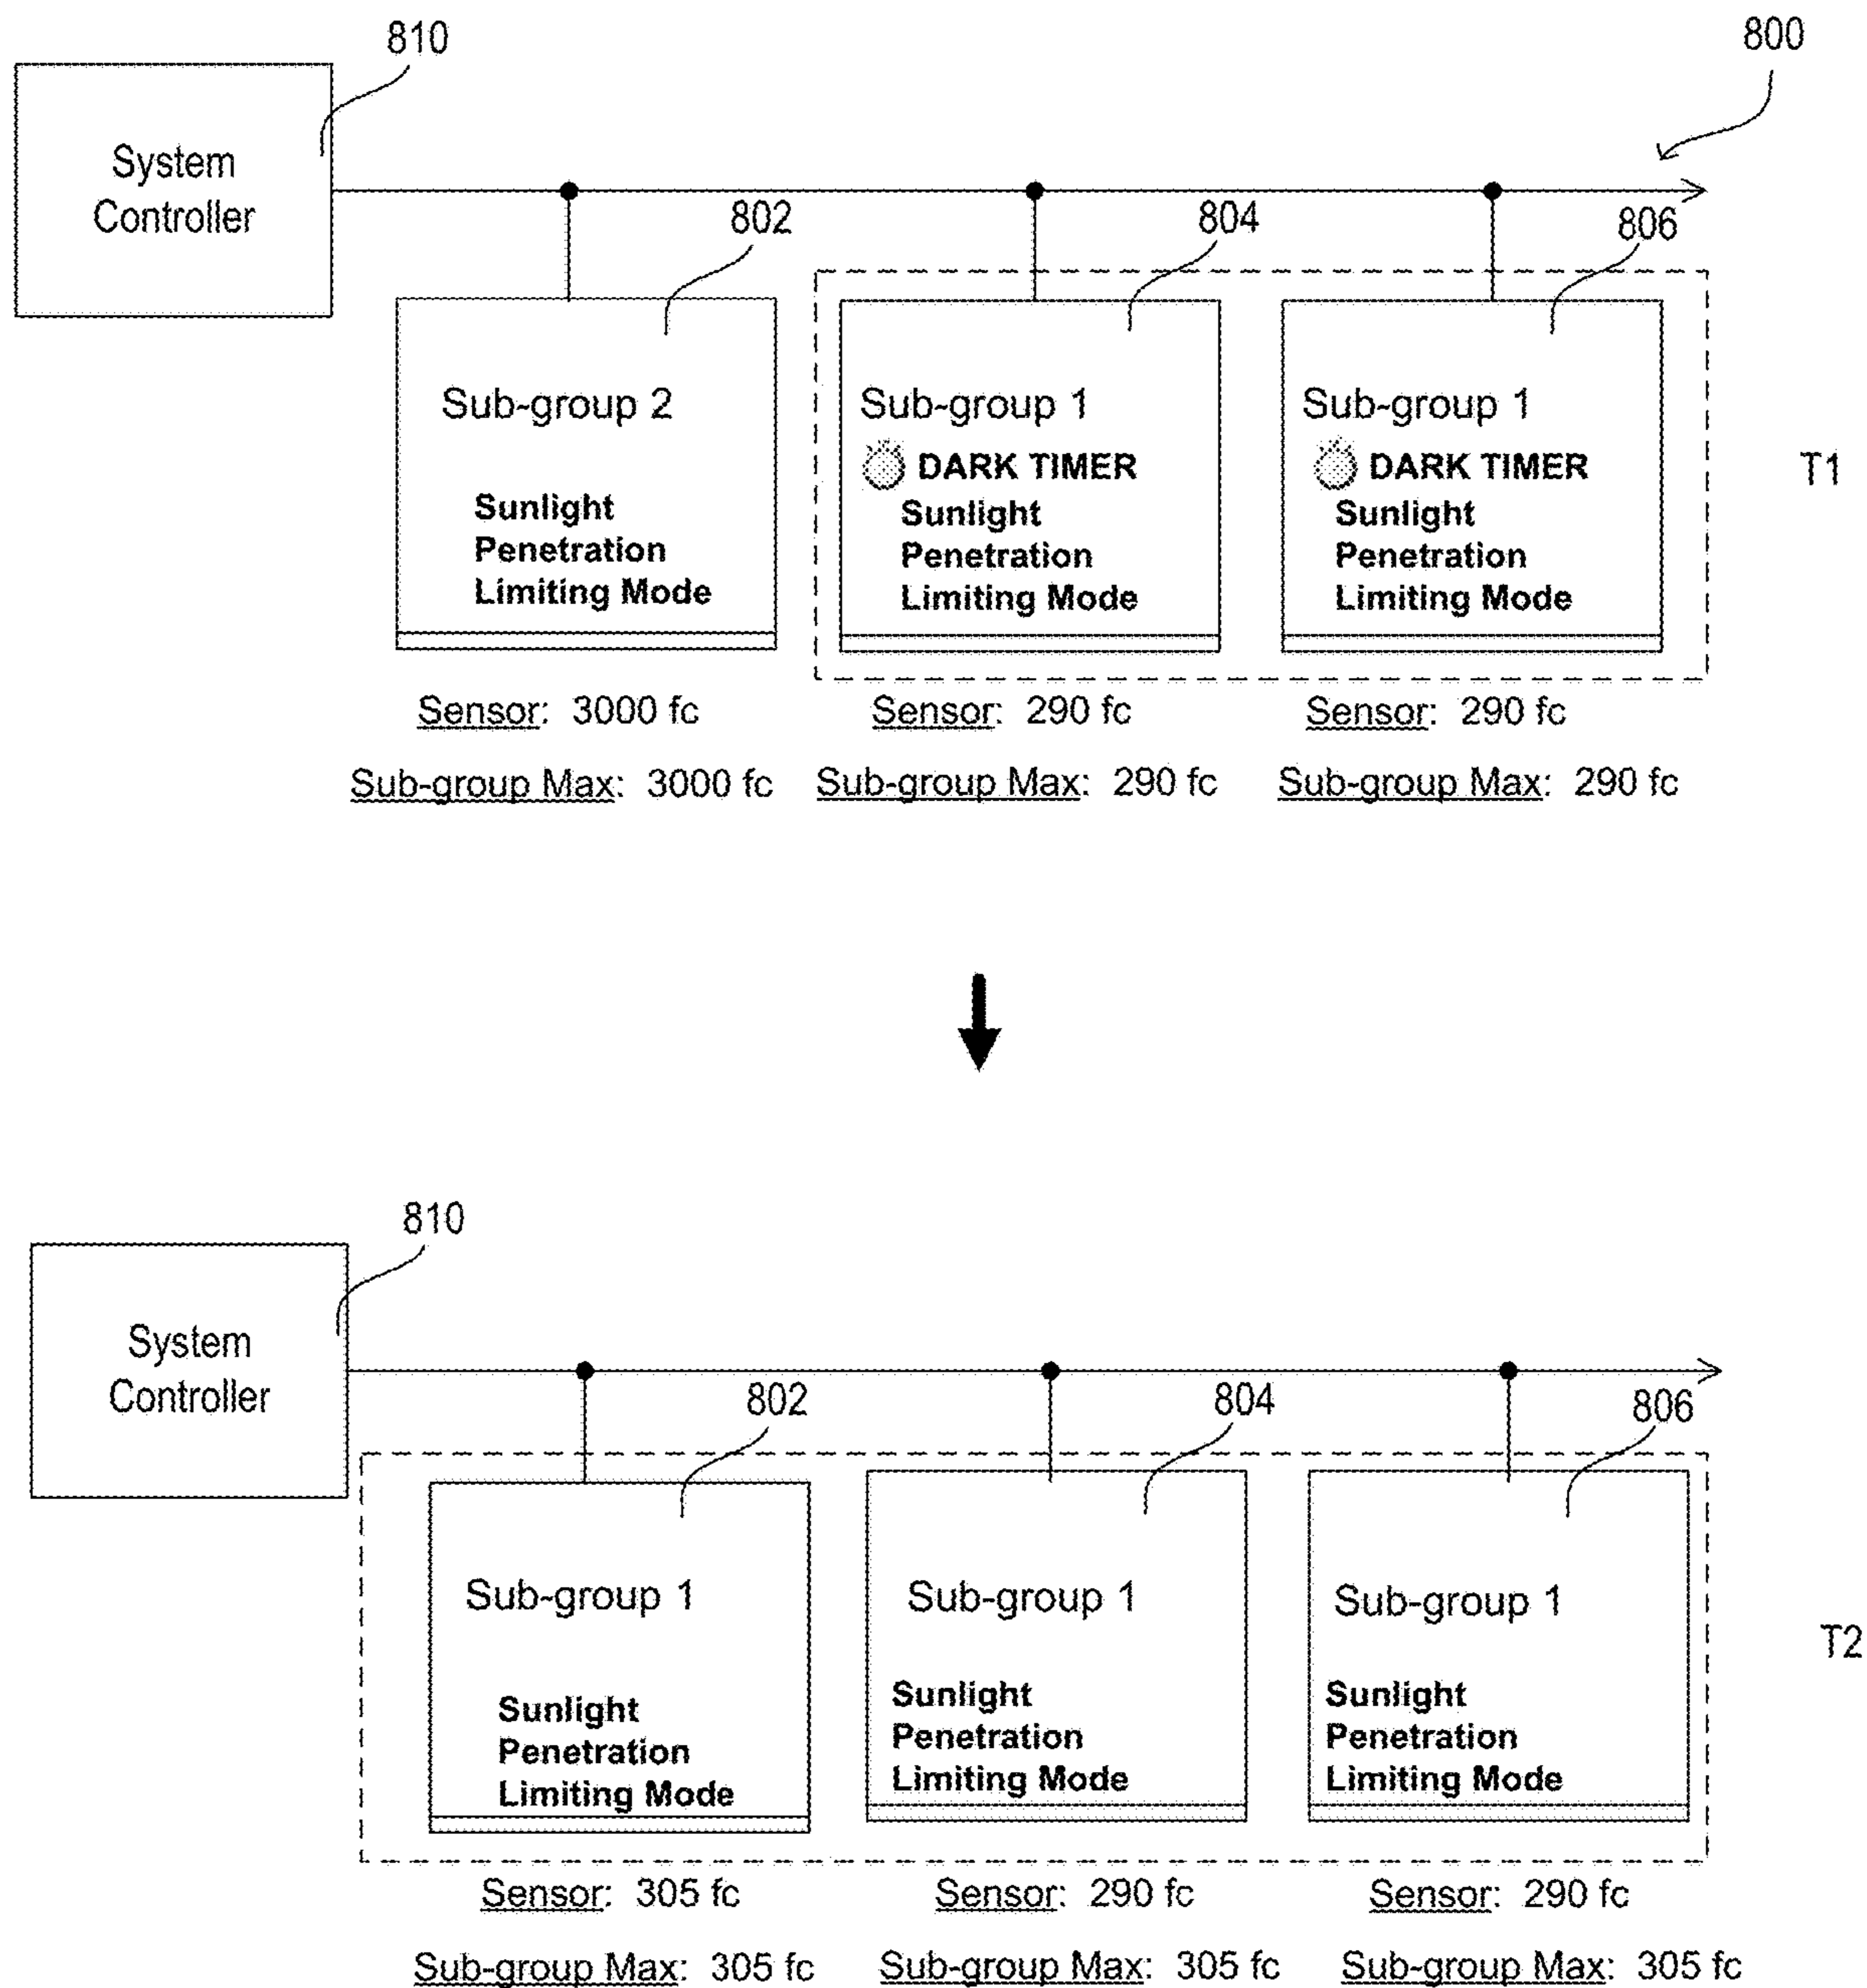 810
800
System
Controller
802
804
806
Sub-group 2
Sunlight
Penetration
Limiting Mode
Sub-group 1
DARK TIMER
Sunlight
Penetration
Limiting Mode
Sub-group 1
DARK TIMER
Sunlight
Penetration
Limiting Mode
T1
Sensor: 3000 fc
Sensor: 290 fc
Sensor: 290 fc
Sub-group Max: 3000 fc
Sub-group Max: 290 fc
Sub-group Max: 290 fc
810
System
Controller
802
804
806
Sub-group 1
Sunlight
Penetration
Limiting Mode
Sub-group 1
Sunlight
Penetration
Limiting Mode
Sub-group 1
Sunlight
Penetration
Limiting Mode
T2
Sensor: 305 fc
Sensor: 290 fc
Sensor: 290 fc
Sub-group Max: 305 fc
Sub-group Max: 305 fc
Sub-group Max: 305 fc